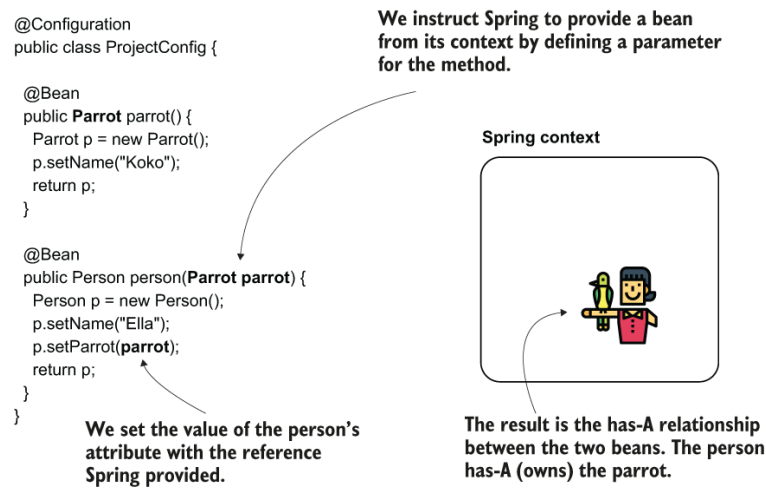 @Configuration
public class ProjectConfig {
@Bean
public Parrot parrot() {
Parrot p = new Parrot();
p.setName("Koko");
return p;
}
@Bean
public Person person(Parrot parrot) {
Person p = new Person();
p.setName("Ella");
p.setParrot(parrot);
return p;
}
}
We instruct Spring to provide a bean
from its context by defining a parameter
for the method.
Spring context
We set the value of the person's
attribute with the reference
Spring provided.
The result is the has-A relationship
between the two beans. The person
has-A (owns) the parrot.